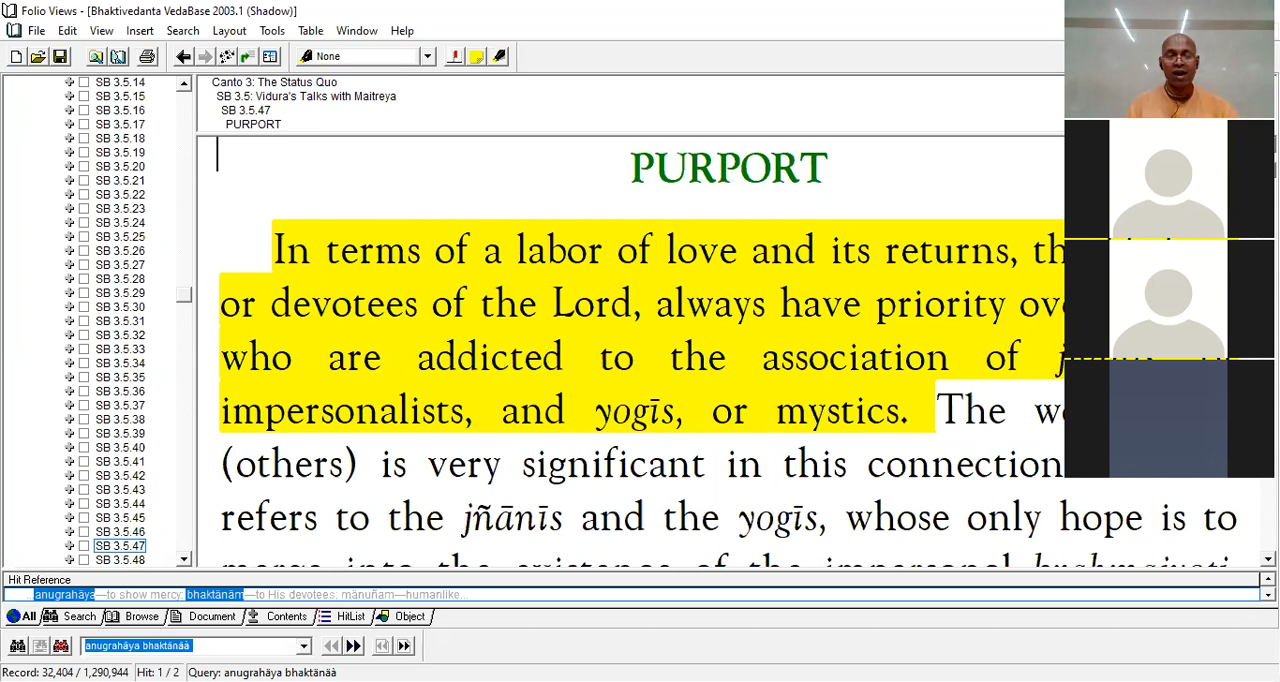 Folio Views - [Bhaktivedanta VedaBase 2003.1 (Shadow)]
File Edit View Insert Search Layout Tools Table Window Help
None
SB 3.5.14
SB 3.5.15
SB 3.5.16
SB 3.5.17
SB 3.5.18
SB 3.5.19
SB 3.5.20
SB 3.5.21
SB 3.5.22
SB 3.5.23
SB 3.5.24
SB 3.5.25
SB 3.5.26
SB 3.5.27
SB 3.5.28
SB 3.5.29
SB 3.5.30
SB 3.5.31
SB 3.5.32
SB 3.5.33
SB 3.5.34
SB 3.5.35
SB 3.5.36
SB 3.5.37
SB 3.5.38
SB 3.5.39
SB 3.5.40
SB 3.5.41
SB 3.5.42
SB 3.5.43
SB 3.5.44
SB 3.5.45
SB 3.5.46
SB 3.5.47
SB 3.5.48
Canto 3: The Status Quo
SB 3.5: Vidura's Talks with Maitreya
SB 3.5.47
PURPORT
PURPORT
In terms of a labor of love and its returns,
or devotees of the Lord, always have priority
who are addicted to the association of
impersonalists, and yogīs, or mystics. The
(others) is very significant in this connection
refers to the jñānīs and the yogīs, whose only hope is to
merge into the existence of the impersonal brahmajyoti
Hit Reference
...anugrahāya—to show mercy; bhaktānām—to His devotees; mānuñam—humanlike...
All Search Browse Document Contents HitList Object
anugrahäya bhaktänäà
Record: 32,404 / 1,290,944 Hit: 1 / 2 Query: anugrahäya bhaktänäà